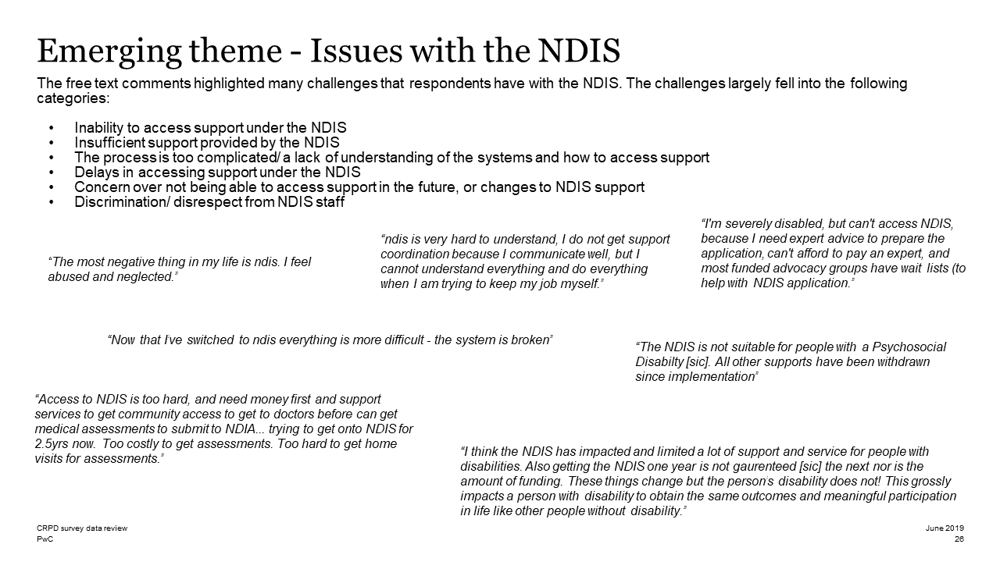 Emerging theme - Issues with the NDIS
The free text comments highlighted many challenges that respondents have with the NDIS. The challenges largely fell into the following
categories:
• Inability to access support under the NDIS
• Insufficient support provided by the NDIS
• The process is too complicated/ a lack of understanding of the systems and how to access support
• Delays in accessing support under the NDIS
• Concern over not being able to access support in the future, or changes to NDIS support
• Discrimination/ disrespect from NDIS staff
“The most negative thing in my life is ndis. I feel
abused and neglected.”
“ndis is very hard to understand, I do not get support
coordination because I communicate well, but I
cannot understand everything and do everything
when I am trying to keep my job myself.”
“I'm severely disabled, but can't access NDIS,
because I need expert advice to prepare the
application, can't afford to pay an expert, and
most funded advocacy groups have wait lists (to
help with NDIS application.”
“Now that I've switched to ndis everything is more difficult - the system is broken”
“The NDIS is not suitable for people with a Psychosocial
Disabilty [sic]. All other supports have been withdrawn
since implementation”
“Access to NDIS is too hard, and need money first and support
services to get community access to get to doctors before can get
medical assessments to submit to NDIA... trying to get onto NDIS for
2.5yrs now. Too costly to get assessments. Too hard to get home
visits for assessments.”
“I think the NDIS has impacted and limited a lot of support and service for people with
disabilities. Also getting the NDIS one year is not gaurenteed [sic] the next nor is the
amount of funding. These things change but the person's disability does not! This grossly
impacts a person with disability to obtain the same outcomes and meaningful participation
in life like other people without disability.”
CRPD survey data review
PwC
June 2019
26